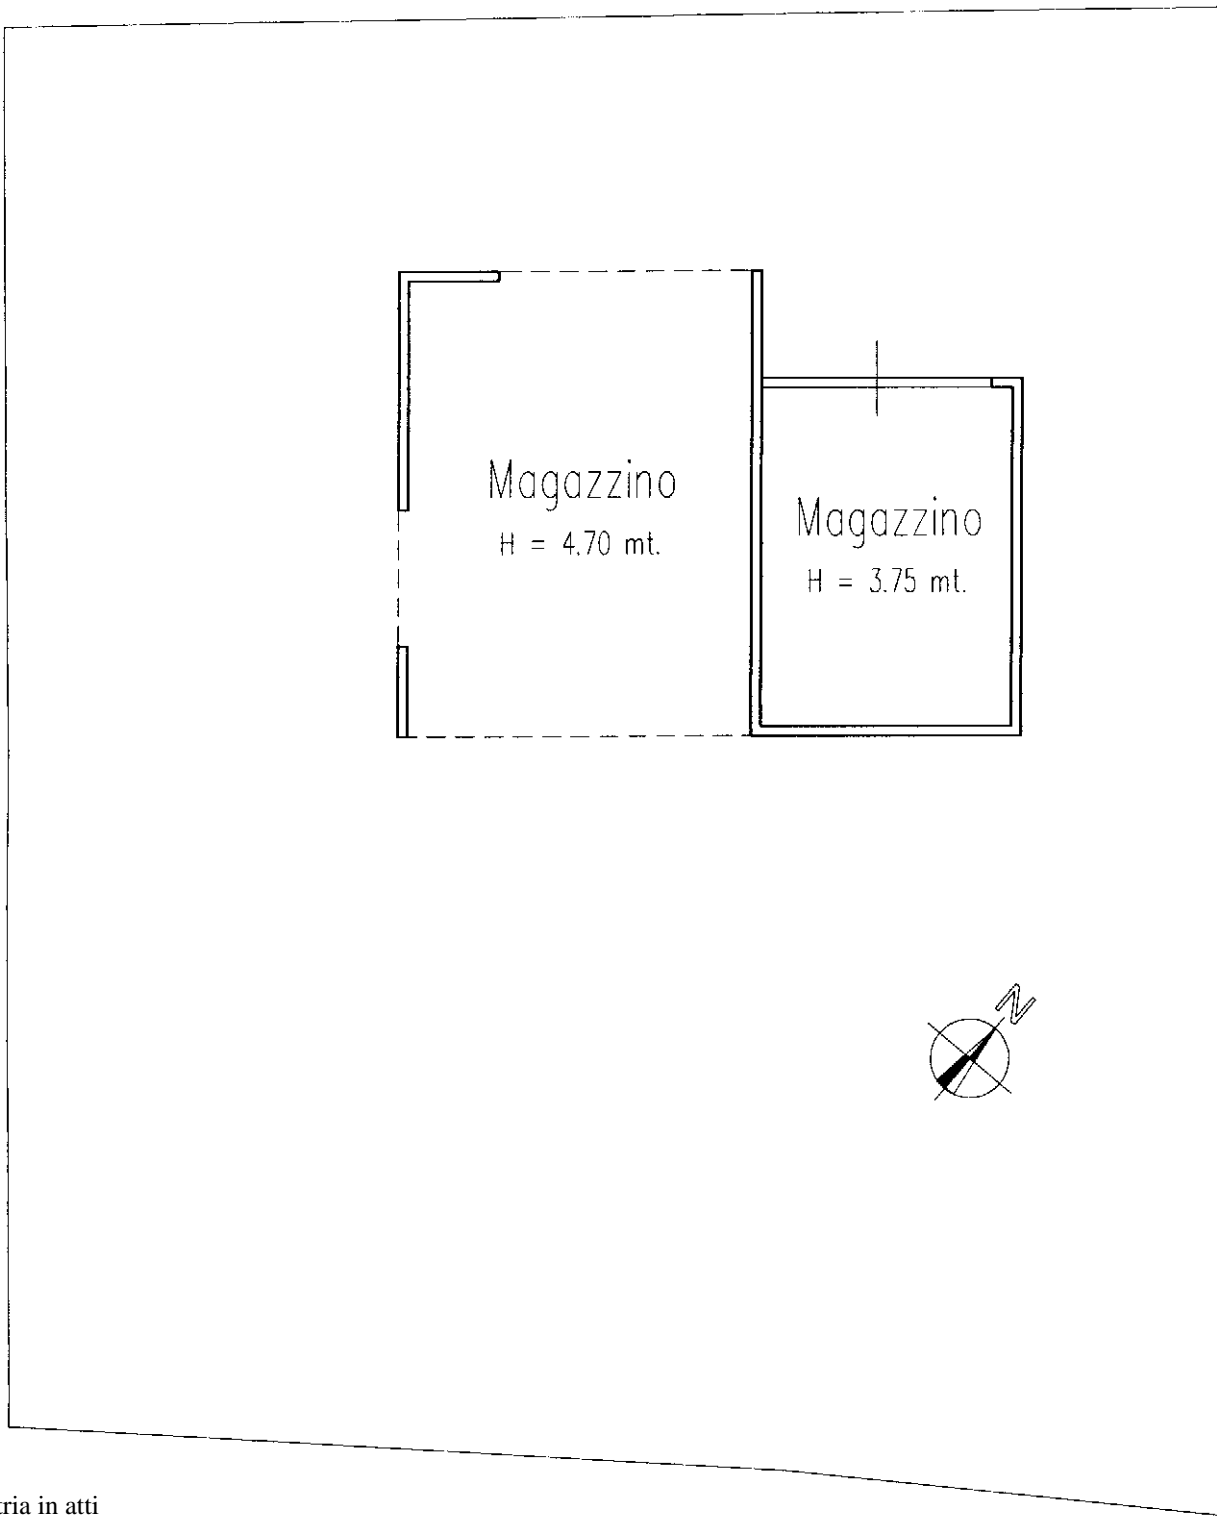 Magazzino
H = 4.70 mt.
Magazzino
H = 3.75 mt.
N
tria in atti